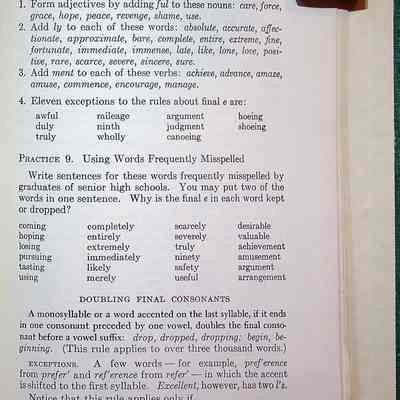 1. Form adjectives by adding ful to these nouns: care, force,
grace, hope, peace, revenge, shame, use.
2. Add ly to each of these words: absolute, accurate, affec-
tionate, approximate, bare, complete, entire, extreme, fine,
fortunate, immediate, immense, late, like, lone, love, posi-
tive, rare, scarce, severe, sincere, sure.
3. Add ment to each of these verbs: achieve, advance, amaze,
amuse, commence, encourage, manage.
4. Eleven exceptions to the rules about final e are:
awful mileage argument hoeing
duly ninth judgment shoeing
truly wholly canoeing
PRACTICE 9. Using Words Frequently Misspelled
Write sentences for these words frequently misspelled by
graduates of senior high schools. You may put two of the
words in one sentence. Why is the final e in each word kept
or dropped?
coming completely scarcely desirable
hoping entirely severely valuable
losing extremely truly achievement
pursuing immediately ninety amusement
tasting likely safety argument
using merely useful arrangement
DOUBLING FINAL CONSONANTS
A monosyllable or a word accented on the last syllable, if it ends
in one consonant preceded by one vowel, doubles the final conso-
nant before a vowel suffix: drop, dropped, dropping; begin, be-
ginning. (This rule applies to over three thousand words.)
EXCEPTIONS. A few words — for example, pref'erence
from prefer' and ref'erence from refer' — in which the accent
is shifted to the first syllable. Excellent, however, has two l's.
Notice that this rule applies only if